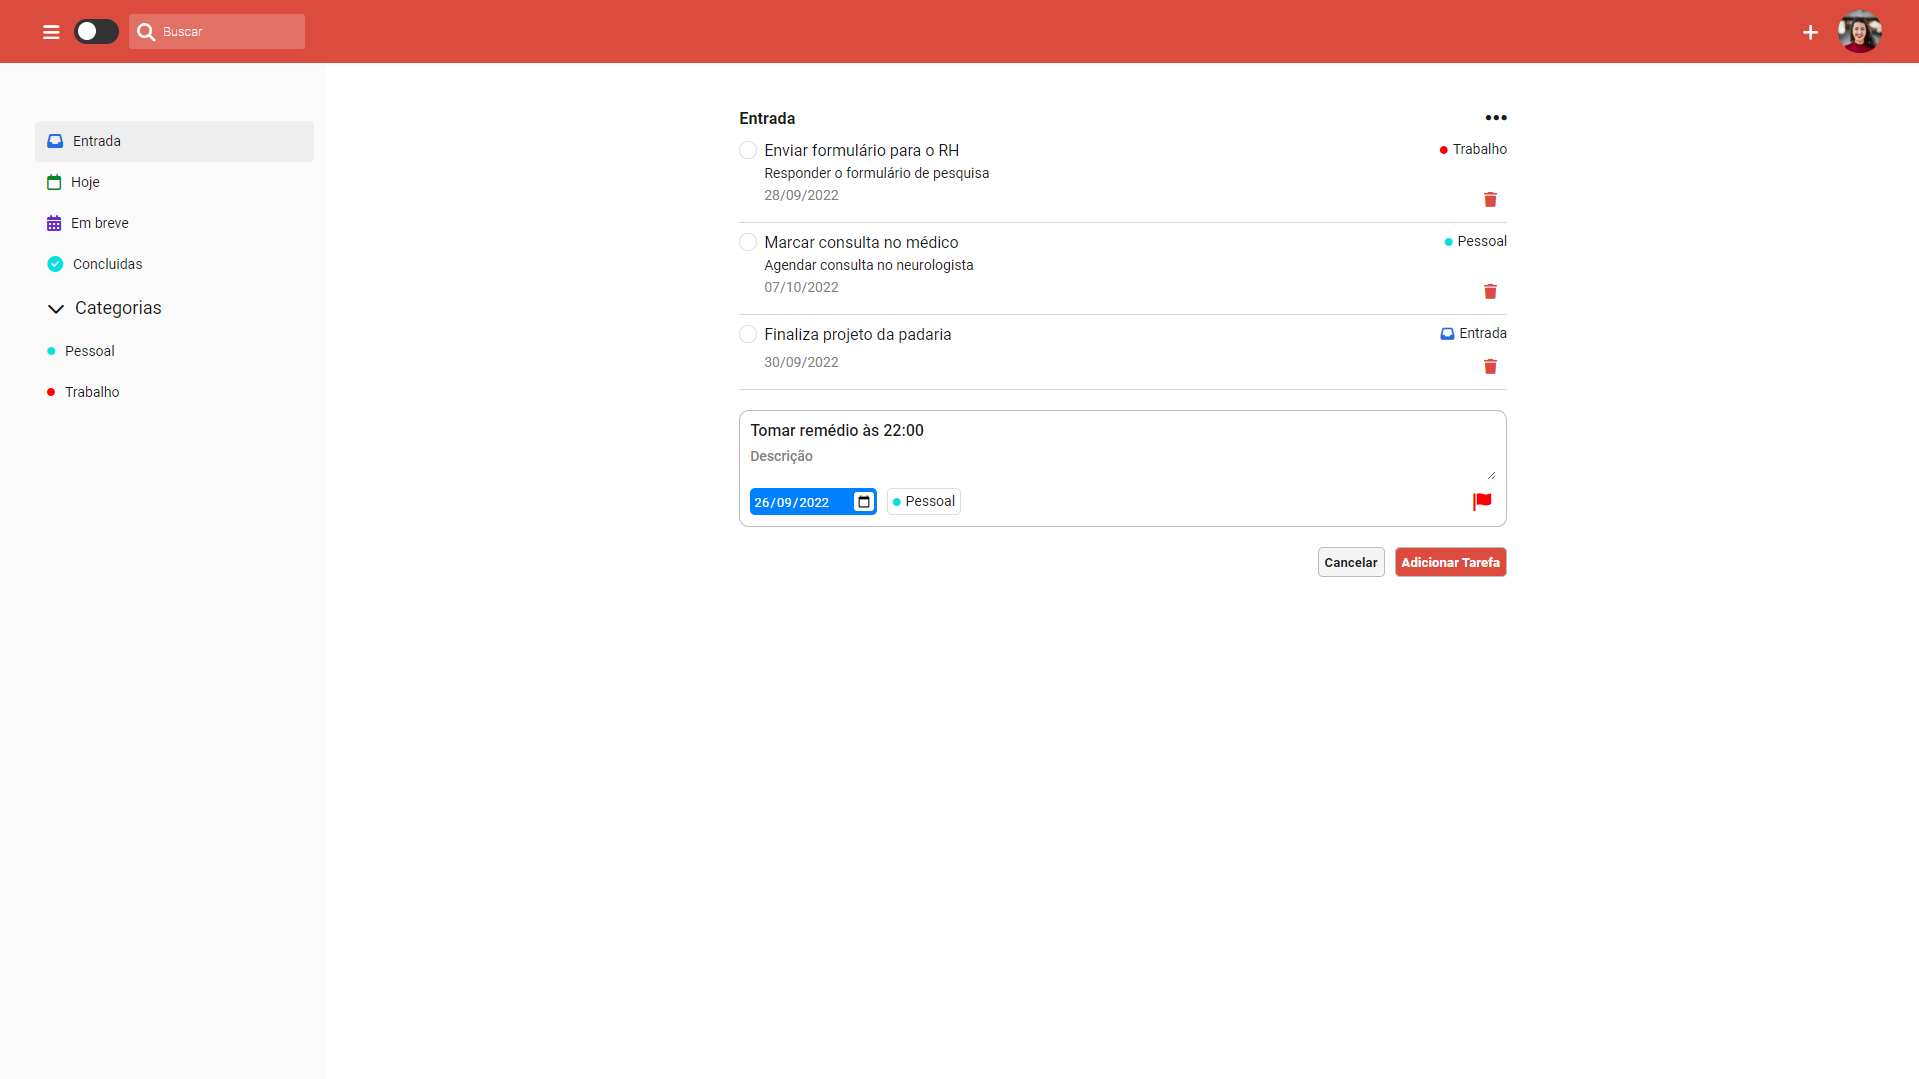 Buscar
Entrada
Hoje
Em breve
Concluidas
Categorias
Pessoal
Trabalho
Entrada
Enviar formulário para o RH
Trabalho
Responder o formulário de pesquisa
28/09/2022
Marcar consulta no médico
Pessoal
Agendar consulta no neurologista
07/10/2022
Finaliza projeto da padaria
Entrada
30/09/2022
Tomar remédio às 22:00
Descrição
26/09/2022
Pessoal
Cancelar
Adicionar Tarefa